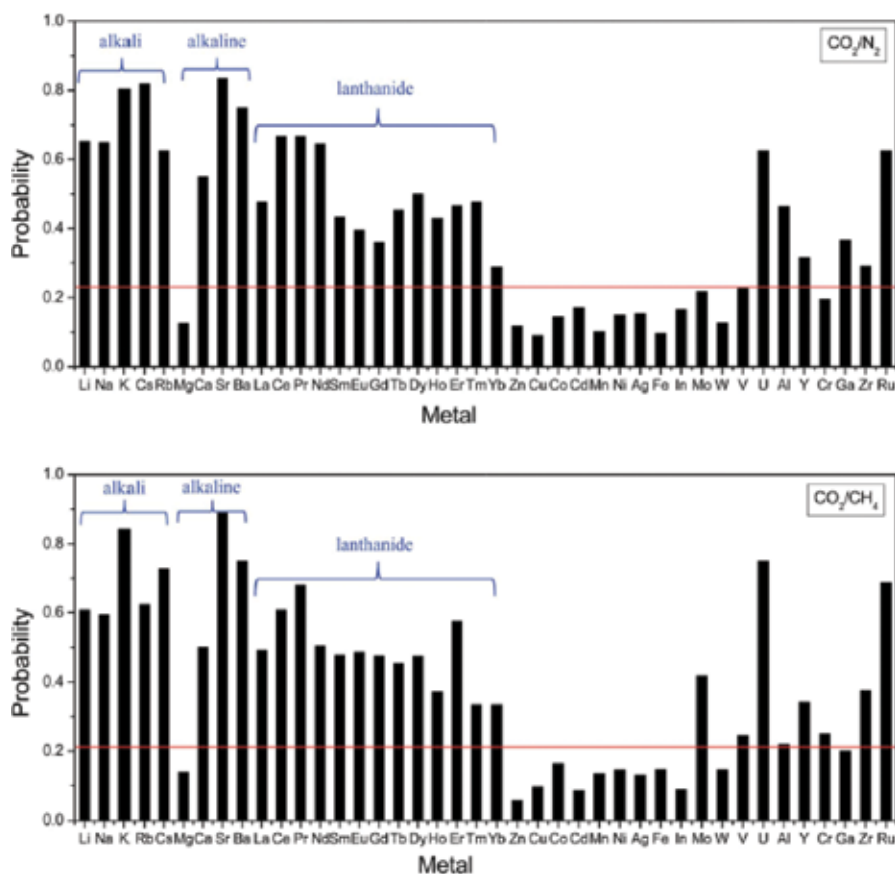 1.0
alkali alkaline CO2/N2
0.8
lanthanide
0.6
Probability
0.4
0.2
0.0
Li Na K Cs Rb Mg Ca Sr Ba La Ce Pr Nd Sm Eu Gd Tb Dy Ho Er Tm Yb Zn Cu Co Cd Mn Ni Ag Fe In Mo W V U Al Y Cr Ga Zr Ru
Metal
1.0
alkali alkaline CO2/CH4
0.8
lanthanide
0.6
Probability
0.4
0.2
0.0
Li Na K Rb Cs Mg Ca Sr Ba La Ce Pr Nd Sm Eu Gd Tb Dy Ho Er Tm Yb Zn Cu Co Cd Mn Ni Ag Fe In Mo W V U Al Y Cr Ga Zr Ru
Metal